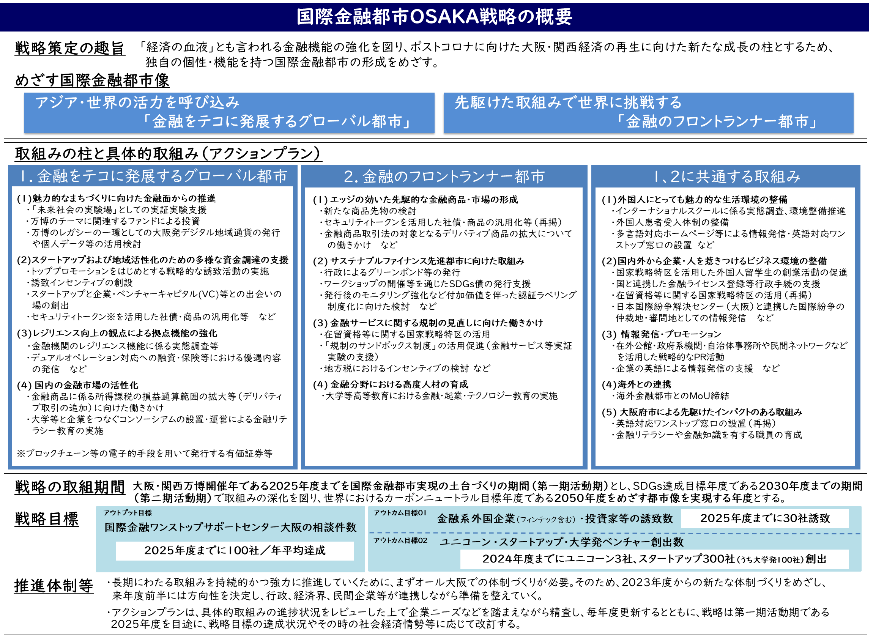 国際金融都市OSAKA戦略の概要
戦略策定の趣旨
「経済の血液」とも言われる金融機能の強化を図り、ポストコロナに向けた大阪・関西経済の再生に向けた新たな成長の柱とするため、
独自の個性・機能を持つ国際金融都市の形成をめざす。
めざす国際金融都市像
アジア・世界の活力を呼び込み
「金融をテコに発展するグローバル都市」
先駆けた取組みで世界に挑戦する
「金融のフロントランナー都市」
取組みの柱と具体的取組み(アクションプラン)
1.金融をテコに発展するグローバル都市
(1)魅力的なまちづくりに向けた金融面からの推進
・「未来社会の実験場」としての実証実験支援
・万博のテーマに関連するファンドによる投資
・万博のレガシーの一環としての大阪発デジタル地域通貨の発行
や個人データ等の活用検討
(2)スタートアップおよび地域活性化のための多様な資金調達の支援
・トッププロモーションをはじめとする戦略的な誘致活動の実施
・誘致インセンティブの創設
・スタートアップと企業・ベンチャーキャピタル(VC)等との出会いの
場の創出
・セキュリティトークン※を活用した社債・商品の汎用化等 など
(3)レジリエンス向上の観点による拠点機能の強化
・金融機関のレジリエンス機能に係る実態調査等
・デュアルオペレーション対応への融資・保険等における優遇内容
の発信 など
(4)国内の金融市場の活性化
・金融商品に係る所得課税の損益通算範囲の拡大等(デリバティ
ブ取引の追加)に向けた働きかけ
・大学等と企業をつなぐコンソーシアムの設置・運営による金融リテ
ラシー教育の実施
※ブロックチェーン等の電子的手段を用いて発行する有価証券等
2.金融のフロントランナー都市
(1)エッジの効いた先駆的な金融商品・市場の形成
・新たな商品先物の検討
・セキュリティトークンを活用した社債・商品の汎用化等(再掲)
・金融商品取引法の対象となるデリバティブ商品の拡大について
の働きかけ など
(2)サステナブルファイナンス先進都市に向けた取組み
・行政によるグリーンボンド等の発行
・ワークショップの開催等を通じたSDGs債の発行支援
・発行後のモニタリング強化など付加価値を伴った認証ラベリング
制度化に向けた検討 など
(3)金融サービスに関する規制の見直しに向けた働きかけ
・在留資格等に関する国家戦略特区の活用
・「規制のサンドボックス制度」の活用促進(金融サービス等実証
実験の支援)
・地方税におけるインセンティブの検討 など
(4)金融分野における高度人材の育成
・大学等高等教育における金融・起業・テクノロジー教育の実施
1、2に共通する取組み
(1)外国人にとっても魅力的な生活環境の整備
・インターナショナルスクールに係る実態調査、環境整備推進
・外国人患者受入体制の整備
・多言語対応ホームページ等による情報発信・英語対応ワン
ストップ窓口の設置 など
(2)国内外から企業・人を惹きつけるビジネス環境の整備
・国家戦略特区を活用した外国人留学生の創業活動の促進
・国と連携した金融ライセンス登録等行政手続の支援
・在留資格等に関する国家戦略特区の活用(再掲)
・日本国際紛争解決センター(大阪)と連携した国際紛争の
仲裁地・審問地としての情報発信 など
(3)情報発信・プロモーション
・在外公館・政府系機関・自治体事務所や民間ネットワークなど
を活用した戦略的なPR活動
・企業の英語による情報発信の支援 など
(4)海外との連携
・海外金融都市とのMoU締結
(5)大阪府市による先駆けたインパクトのある取組み
・英語対応ワンストップ窓口の設置(再掲)
・金融リテラシーや金融知識を有する職員の育成
戦略の取組期間
大阪・関西万博開催年である2025年度までを国際金融都市実現の土台づくりの期間(第一期活動期)とし、SDGs達成目標年度である2030年度までの期間
(第二期活動期)で取組みの深化を図り、世界におけるカーボンニュートラル目標年度である2050年度をめざす都市像を実現する年度とする。
戦略目標
アウトプット目標
国際金融ワンストップサポートセンター大阪の相談件数
2025年度までに100社/年平均達成
アウトカム目標01
金融系外国企業(フィンテック含む)・投資家等の誘致数
2025年度までに30社誘致
アウトカム目標02
ユニコーン・スタートアップ・大学発ベンチャー創出数
2024年度までにユニコーン3社、スタートアップ300社(うち大学発100社)創出
推進体制等
・長期にわたる取組みを持続的かつ強力に推進していくために、まずオール大阪での体制づくりが必要。そのため、2023年度からの新たな体制づくりをめざし、
来年度前半には方向性を決定し、行政、経済界、民間企業等が連携しながら準備を整えていく。
・アクションプランは、具体的取組みの進捗状況をレビューした上で企業ニーズなどを踏まえながら精査し、毎年度更新するとともに、戦略は第一期活動期である
2025年度を目途に、戦略目標の達成状況やその時の社会経済情勢等に応じて改訂する。